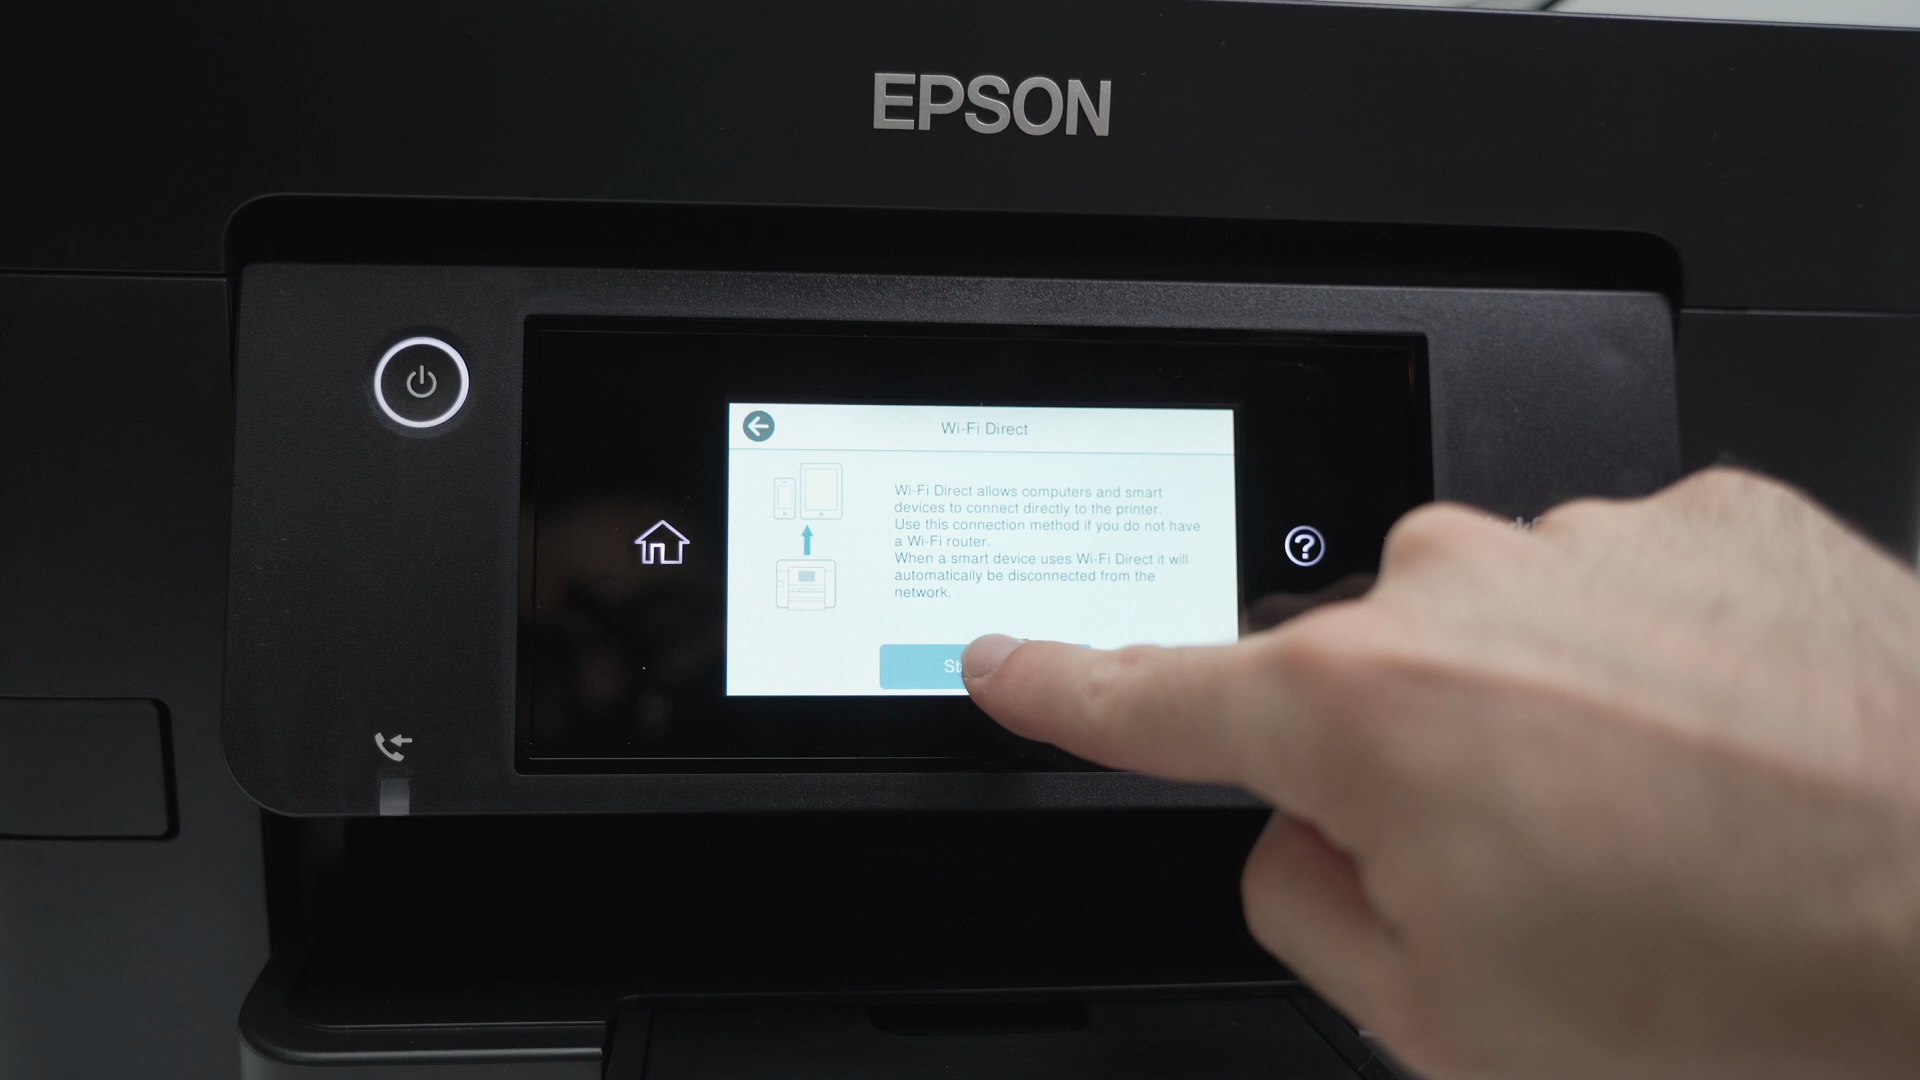 EPSON
Wi-Fi Direct
Wi-Fi Direct allows computers and smart
devices to connect directly to the printer.
Use this connection method if you do not have
a Wi-Fi router.
When a smart device uses Wi-Fi Direct it will
automatically be disconnected from the
network.